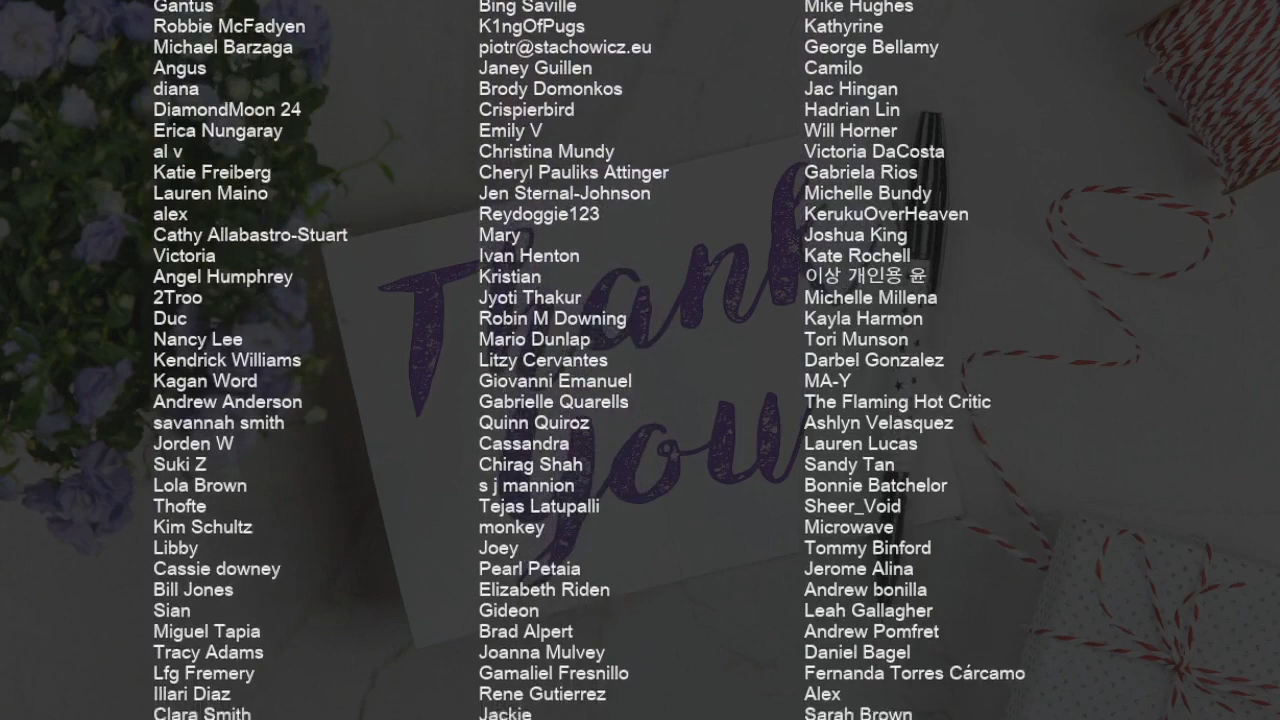 Gantus
Robbie McFadyen
Michael Barzaga
Angus
diana
DiamondMoon 24
Erica Nungaray
al v
Katie Freiberg
Lauren Maino
alex
Cathy Allabastro-Stuart
Victoria
Angel Humphrey
2Troo
Duc
Nancy Lee
Kendrick Williams
Kagan Word
Andrew Anderson
savannah smith
Jorden W
Suki Z
Lola Brown
Thofte
Kim Schultz
Libby
Cassie downey
Bill Jones
Sian
Miguel Tapia
Tracy Adams
Lfg Fremery
Illari Diaz
Clara Smith
Bing Saville
K1ngOfPugs
piotr@stachowicz.eu
Janey Guillen
Brody Domonkos
Crispierbird
Emily V
Christina Mundy
Cheryl Pauliks Attinger
Jen Sternal-Johnson
Reydoggie123
Mary
Ivan Henton
Kristian
Jyoti Thakur
Robin M Downing
Mario Dunlap
Litzy Cervantes
Giovanni Emanuel
Gabrielle Quarells
Quinn Quiroz
Cassandra
Chirag Shah
s j mannion
Tejas Latupalli
monkey
Joey
Pearl Petaia
Elizabeth Riden
Gideon
Brad Alpert
Joanna Mulvey
Gamaliel Fresnillo
Rene Gutierrez
Jackie
Mike Hughes
Kathyrine
George Bellamy
Camilo
Jac Hingan
Hadrian Lin
Will Horner
Victoria DaCosta
Gabriela Rios
Michelle Bundy
KerukuOverHeaven
Joshua King
Kate Rochell
이상 개인용 윤
Michelle Millena
Kayla Harmon
Tori Munson
Darbel Gonzalez
MA-Y
The Flaming Hot Critic
Ashlyn Velasquez
Lauren Lucas
Sandy Tan
Bonnie Batchelor
Sheer_Void
Microwave
Tommy Binford
Jerome Alina
Andrew bonilla
Leah Gallagher
Andrew Pomfret
Daniel Bagel
Fernanda Torres Cárcamo
Alex
Sarah Brown
Thank
you